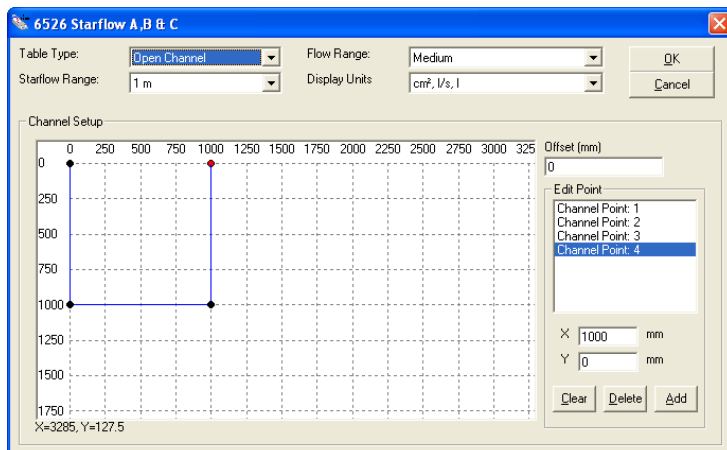 6526 Starflow A,B & C
Table Type: Open Channel Flow Range: Medium OK
Starflow Range: 1 m Display Units cm², l/s, l Cancel
Channel Setup
0 250 500 750 1000 1250 1500 1750 2000 2250 2500 2750 3000 325
0
250
500
750
1000
1250
1500
1750
X=3285, Y=127.5
Offset (mm)
0
Edit Point
Channel Point: 1
Channel Point: 2
Channel Point: 3
Channel Point: 4
X 1000 mm
Y 0 mm
Clear Delete Add